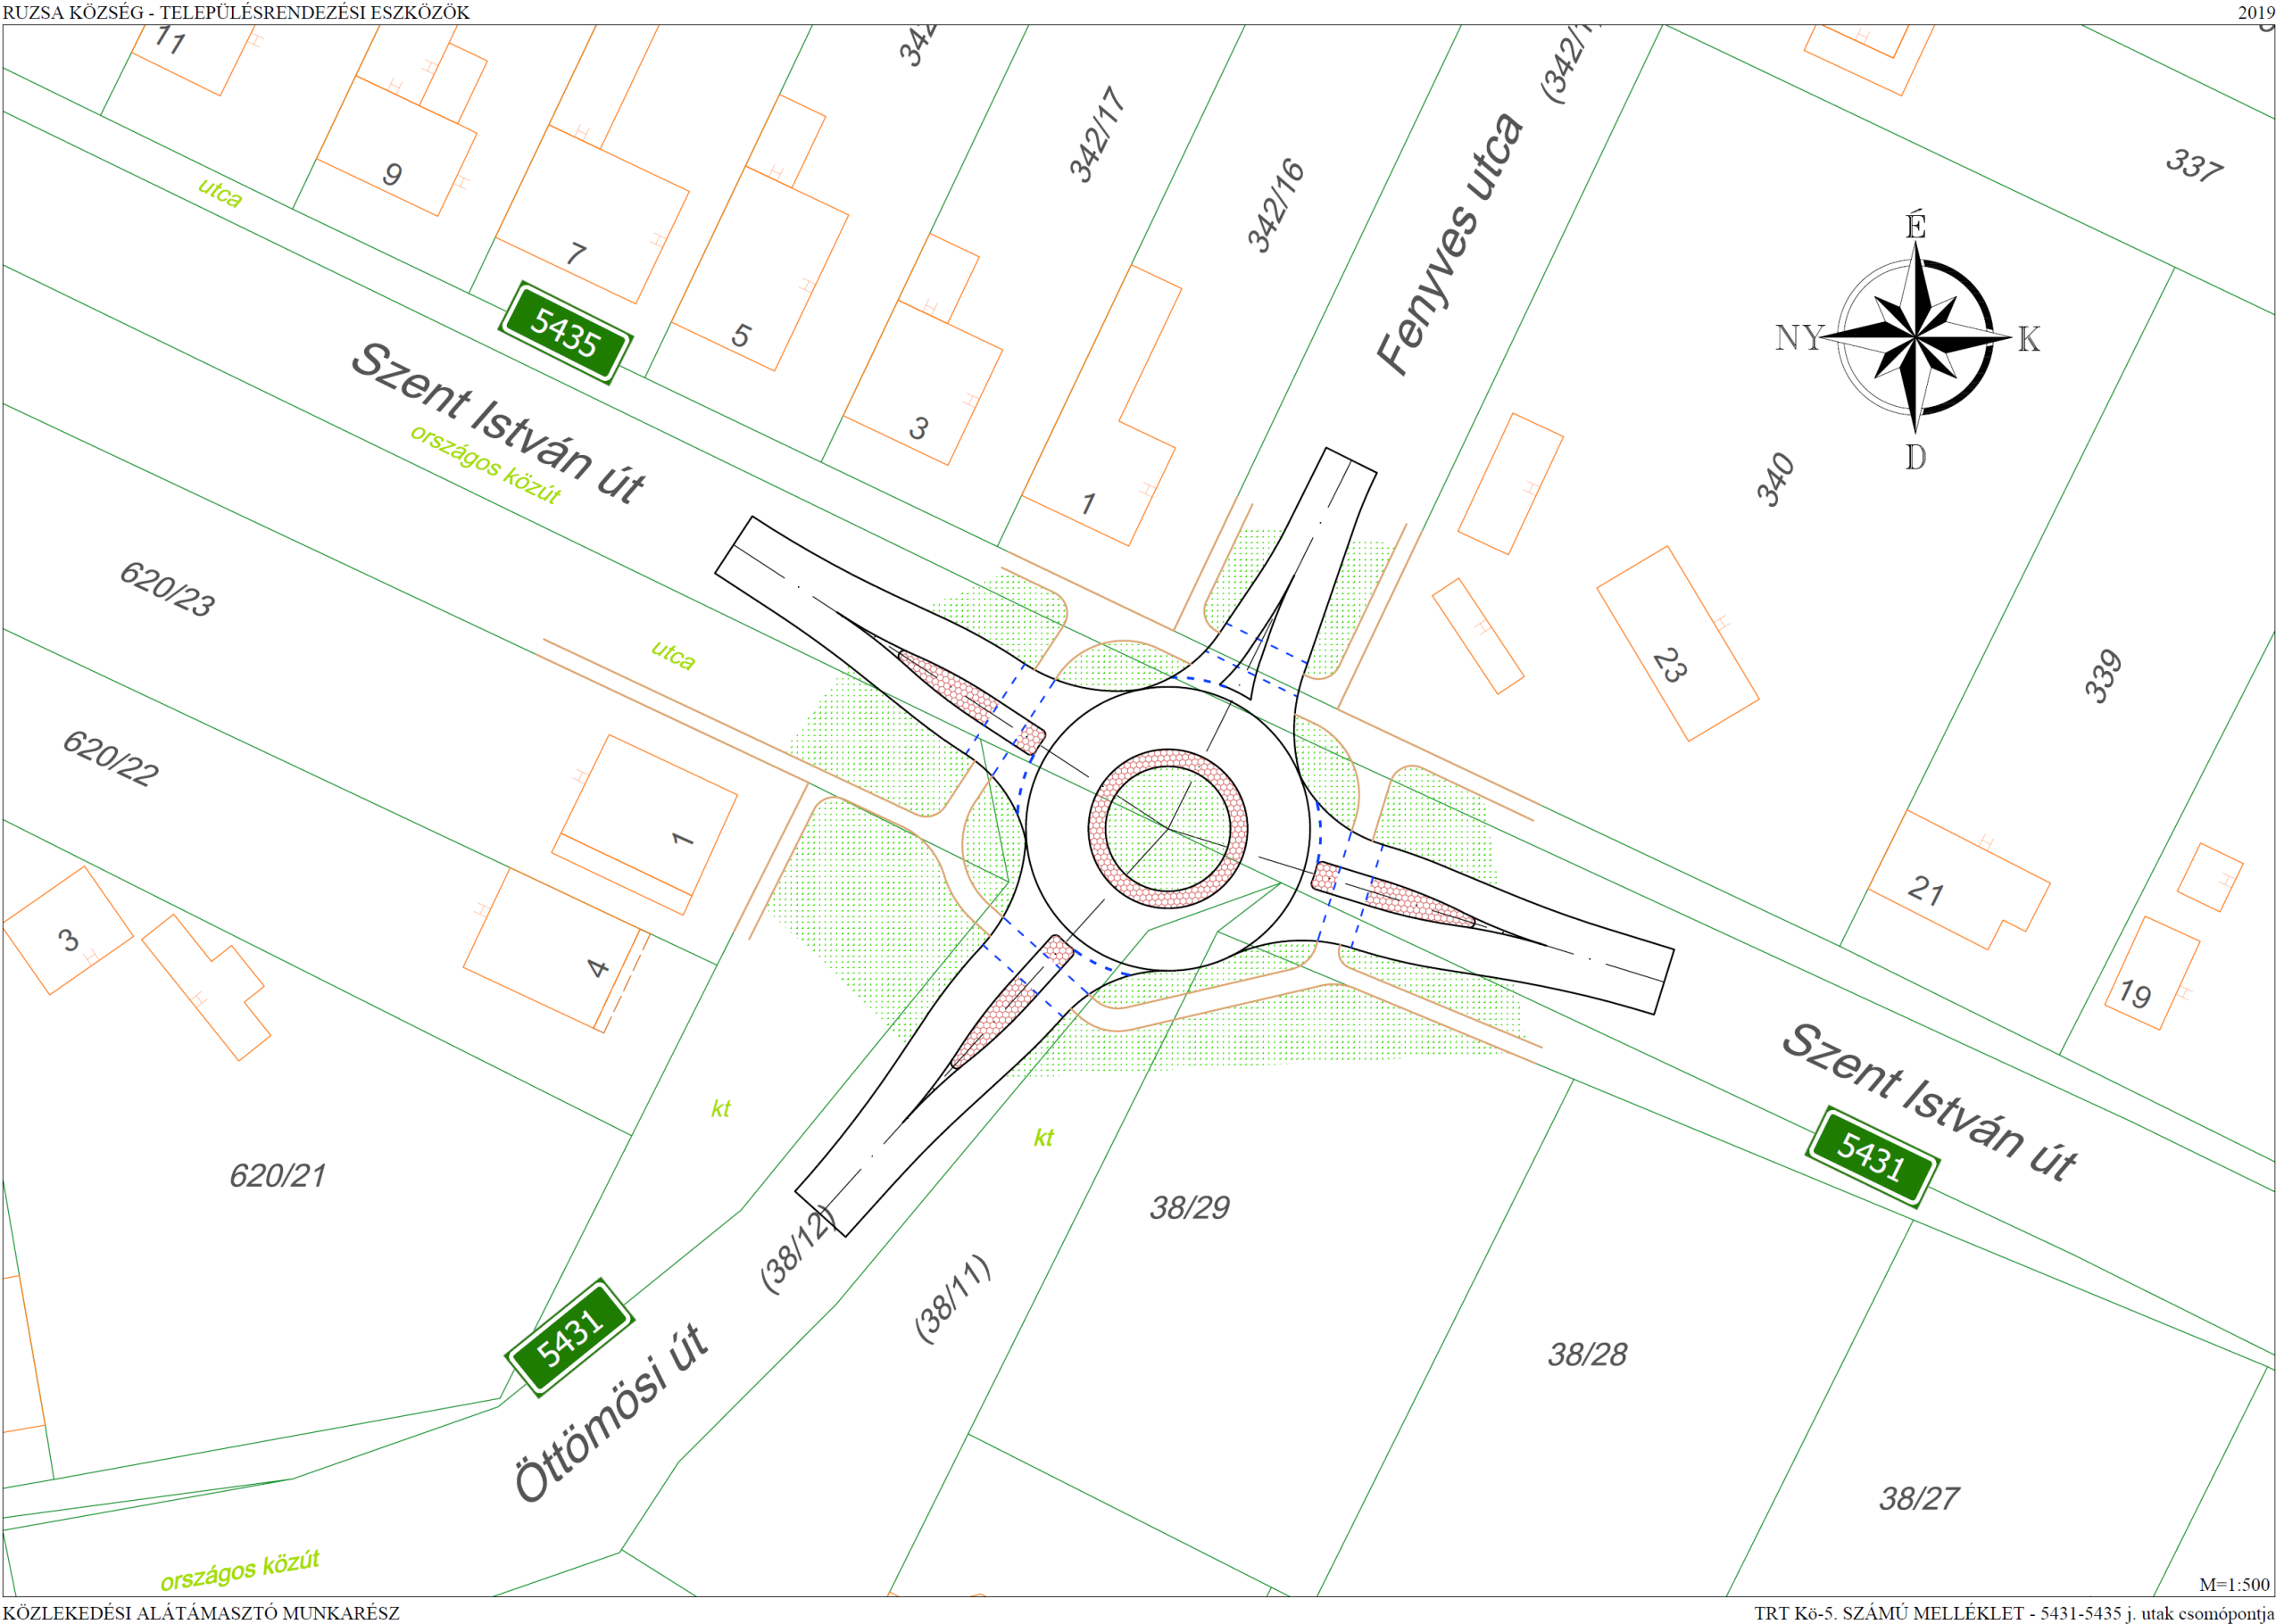 RUZSA KÖZSÉG - TELEPÜLÉSRENDEZÉSI ESZKÖZÖK
2019
11
9
utca
7
5435
5
3
1
342/17
342/16
Fenyves utca
337
É
NY
K
D
Szent István út
országos közút
620/23
utca
620/22
1
4
3
23
340
339
21
19
620/21
kt
kt
(38/12)
(38/11)
38/29
38/28
38/27
Szent István út
5431
5431
Öttömösi út
országos közút
M=1:500
KÖZLEKEDÉSI ALÁTÁMASZTÓ MUNKARÉSZ
TRT Kö-5. SZÁMÚ MELLÉKLET - 5431-5435 j. utak csomópontja